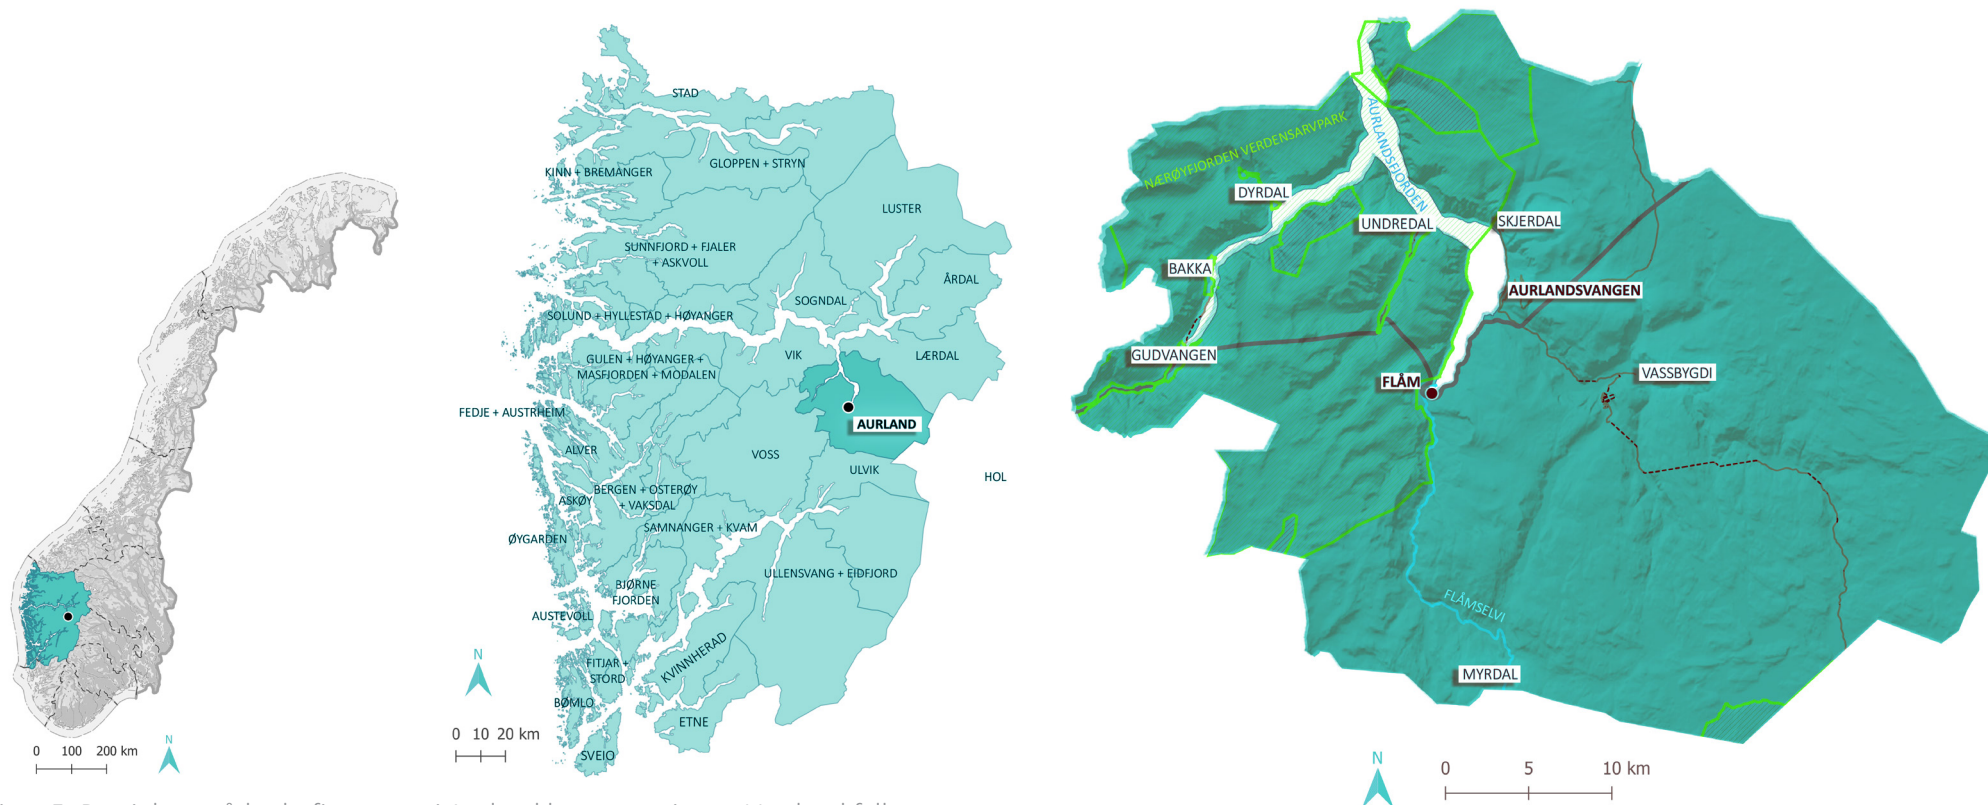 0 100 200 km
N
STAD
GLOPPEN + STRYN
KINN + BREMANGER
LUSTER
SUNNFJORD + FJALER
+ ASKVOLL
ÅRDAL
SOGNDAL
SOLUND + HYLLESTAD + HØYANGER
VIK
LÆRDAL
GULEN + HØYANGER +
MASFJORDEN + MODALEN
FEDJE + AUSTRHEIM
AURLAND
ALVER
VOSS
ULVIK
HOL
BERGEN + OSTERØY
+ VAKSDAL
ASKØY
SAMNANGER + KVAM
ØYGARDEN
ULLENSVANG + EIDFJORD
BJØRNE
FJORDEN
AUSTEVOLL
FITJAR +
STORD
KVINNHERAD
BØMLO
ETNE
SVEIO
N
0 10 20 km
NÆRØYFJORDEN VERDENSARVPARK
AURLANDSFJORDEN
DYRDAL
UNDREDAL
SKJERDAL
BAKKA
AURLANDSVANGEN
GUDVANGEN
FLÅM
VASSBYGDI
FLÅMSELVI
MYRDAL
N
0 5 10 km